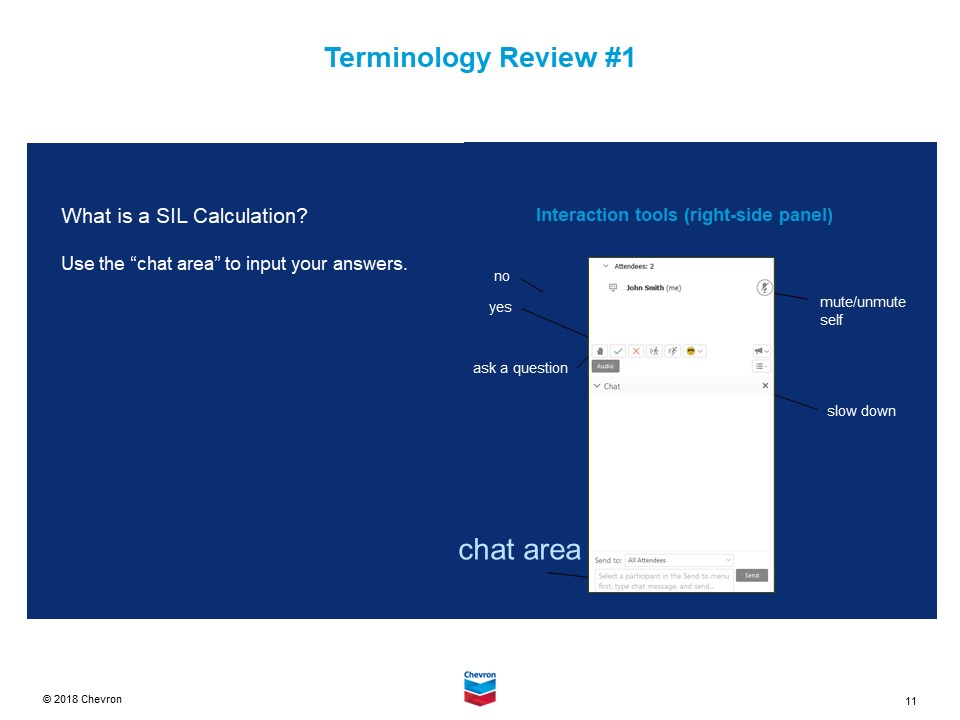 Terminology Review #1
What is a SIL Calculation?
Use the “chat area” to input your answers.
Interaction tools (right-side panel)
no
yes
ask a question
chat area
Attendees: 2
John Smith (me)
Audio
Chat
Send to: All Attendees
Select a participant in the Send to menu
first, type chat message, and send...
Send
mute/unmute
self
slow down
© 2018 Chevron
Chevron
11